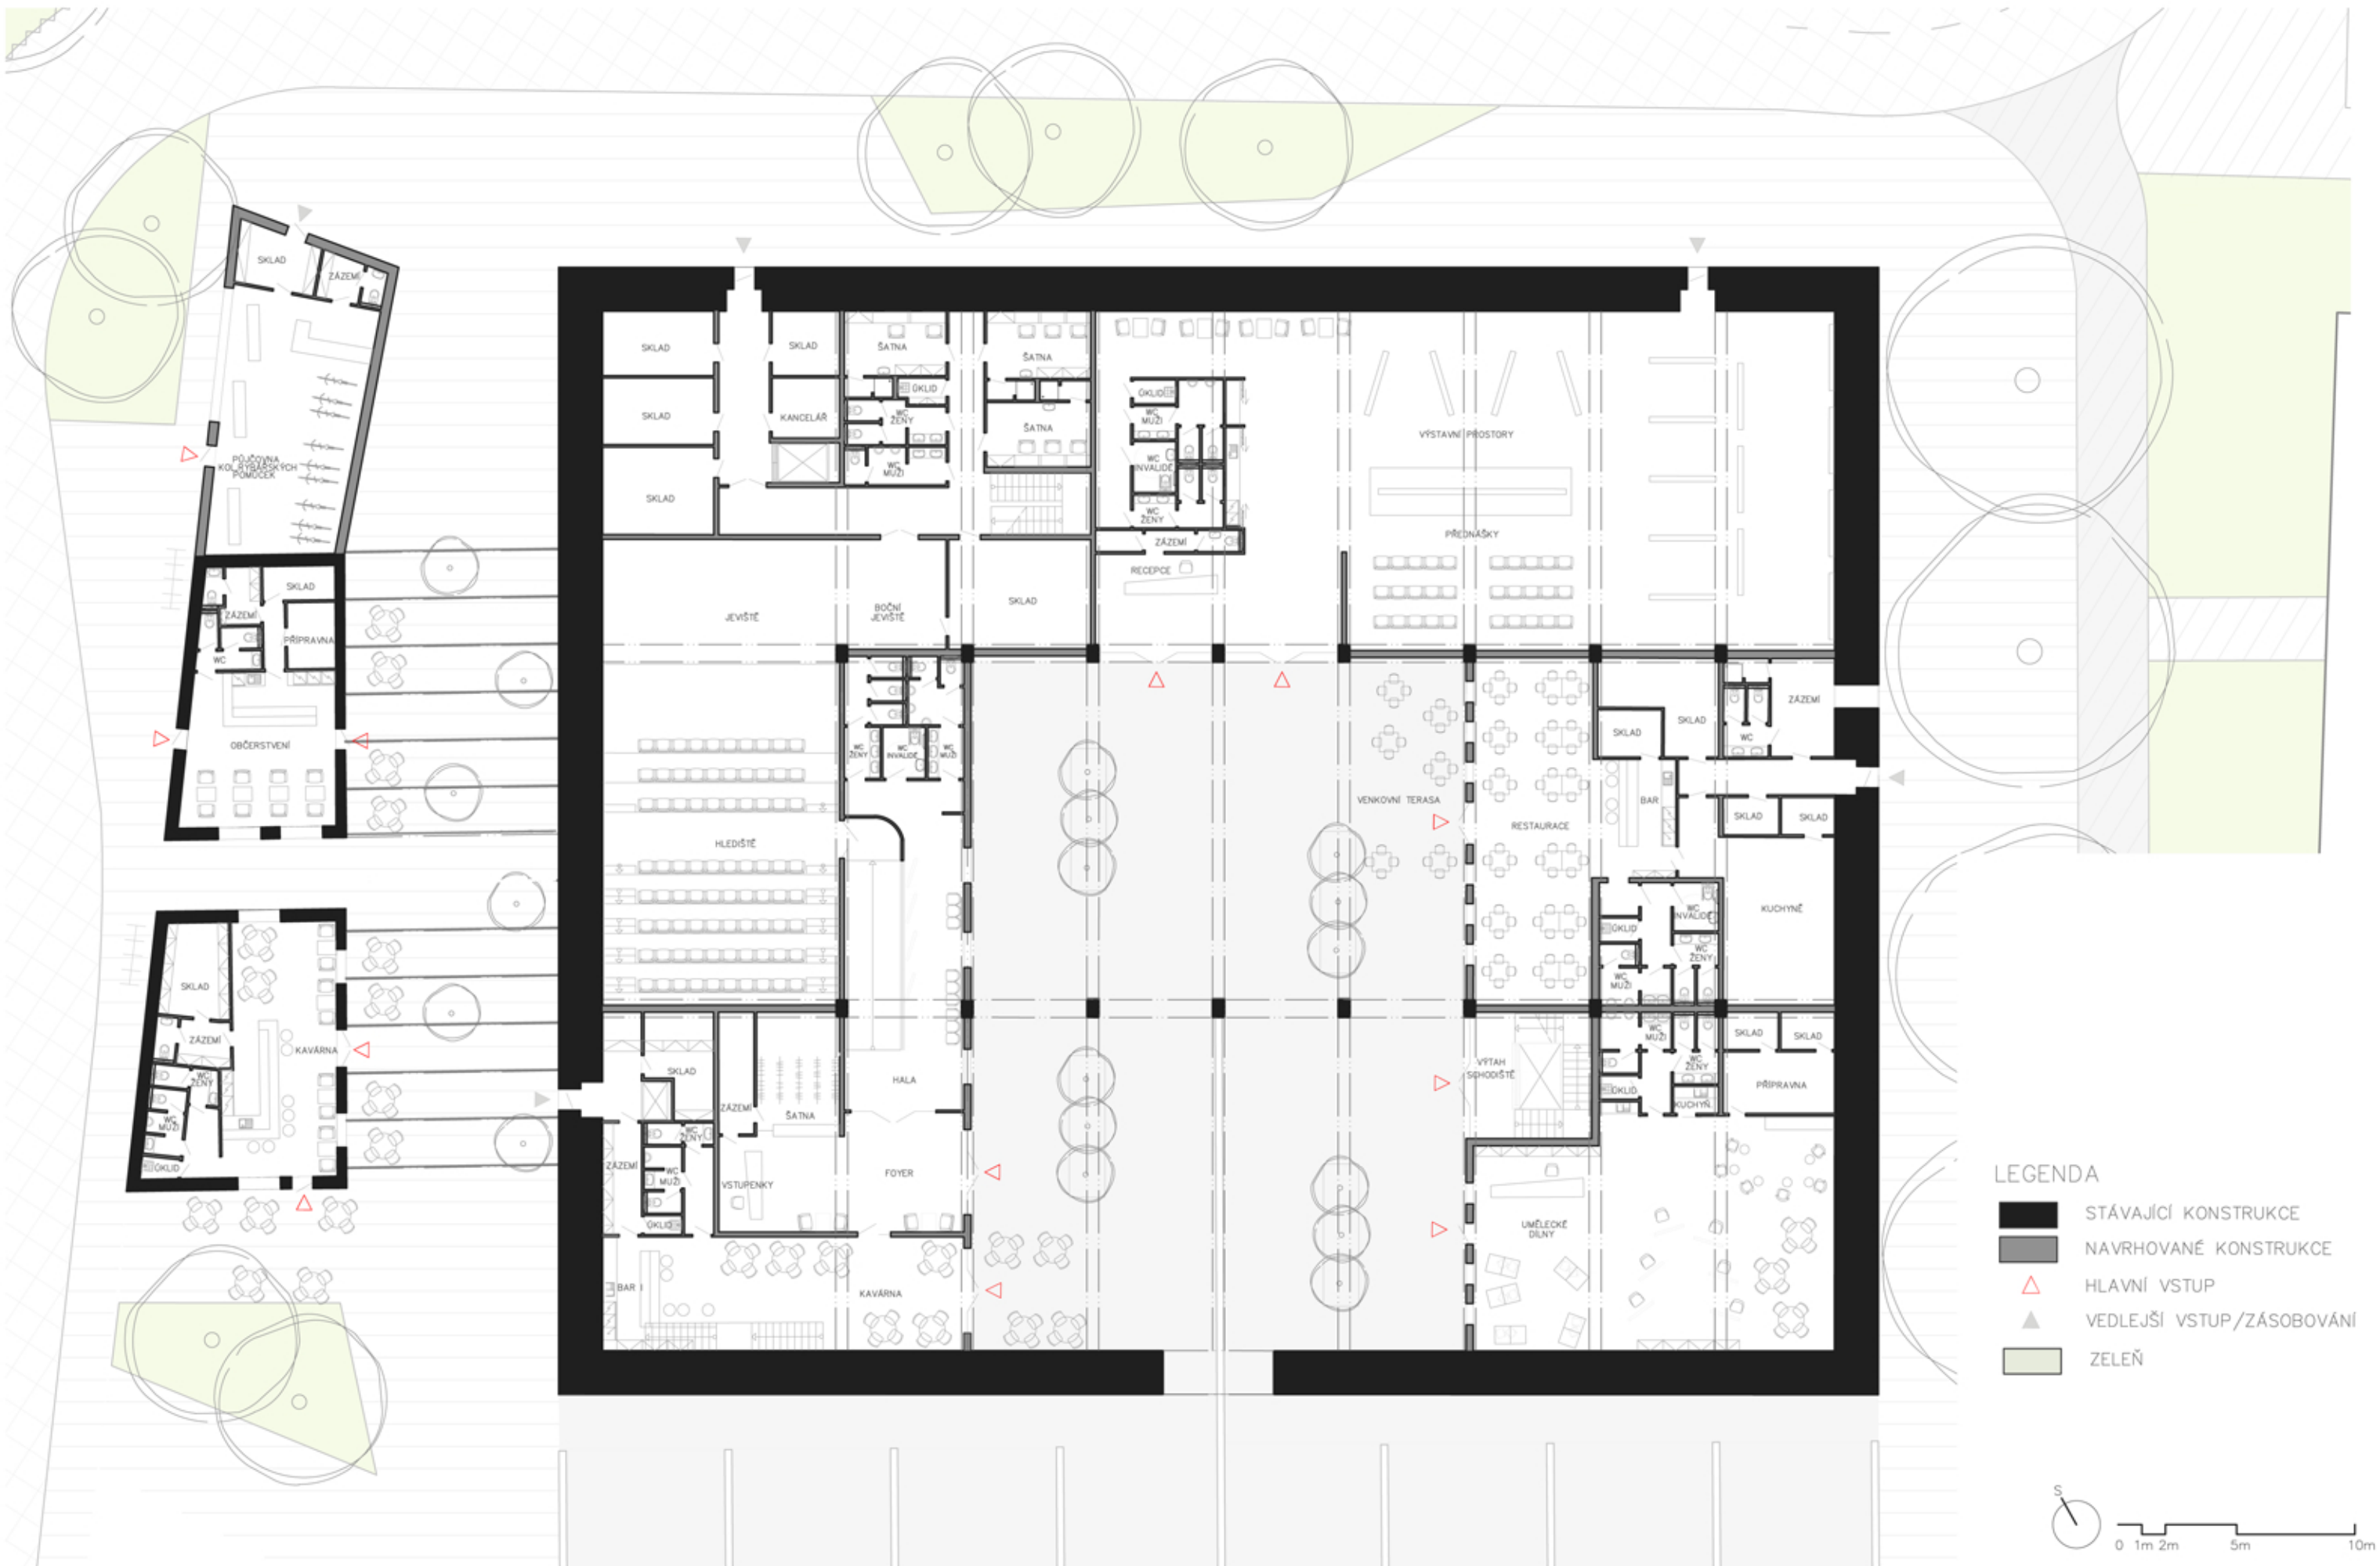 SKLAD
ZÁZEMÍ
PŮJČOVNA
KOL,RYBÁŘSKÝCH
POMŮCEK
SKLAD
ZÁZEMÍ
PŘÍPRAVNA
WC
OBČERSTVENÍ
SKLAD
ZÁZEMÍ
KAVÁRNA
WC
ŽENY
WC
MUŽI
ÚKLID
SKLAD
SKLAD
ŠATNA
ŠATNA
SKLAD
KANCELÁŘ
ÚKLID
WC
ŽENY
ŠATNA
WC
MUŽI
SKLAD
ÚKLID
WC
MUŽI
WC
INVALIDÉ
WC
ŽENY
ZÁZEMÍ
RECEPCE
VÝSTAVNÍ PROSTORY
PŘEDNÁŠKY
JEVIŠTĚ
BOČNÍ
JEVIŠTĚ
SKLAD
WC
ŽENY
WC
INVALIDÉ
WC
MUŽI
HLEDIŠTĚ
VENKOVNÍ TERASA
RESTAURACE
BAR
SKLAD
SKLAD
WC
ZÁZEMÍ
SKLAD
SKLAD
KUCHYNĚ
WC
INVALIDÉ
ÚKLID
WC
ŽENY
WC
MUŽI
WC
MUŽI
WC
ŽENY
ÚKLID
KUCHYŇ
SKLAD
SKLAD
PŘÍPRAVNA
VÝTAH
SCHODIŠTĚ
SKLAD
ZÁZEMÍ
ŠATNA
HALA
WC
ŽENY
WC
MUŽI
ZÁZEMÍ
ÚKLID
VSTUPENKY
FOYER
BAR
KAVÁRNA
UMĚLECKÉ
DÍLNY
LEGENDA
STÁVAJÍCÍ KONSTRUKCE
NAVRHOVANÉ KONSTRUKCE
HLAVNÍ VSTUP
VEDLEJŠÍ VSTUP/ZÁSOBOVÁNÍ
ZELEŇ
S
0 1m 2m 5m 10m